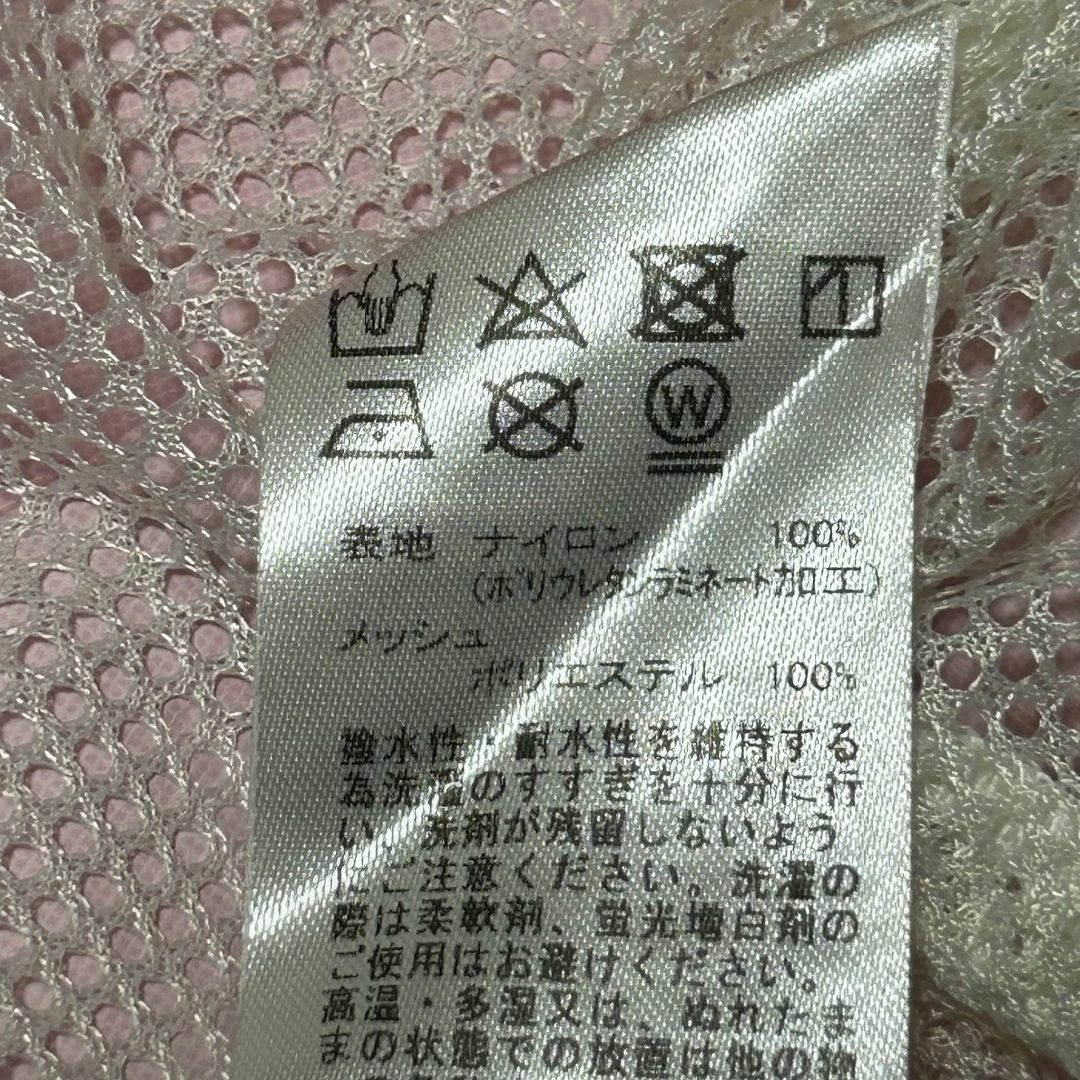 W
表地 ナイロン 100%
(ポリウレタンラミネート加工)
メッシュ
ポリエステル 100%
撥水性・耐水性を維持する
為洗濯のすすぎを十分に行
い、洗剤が残留しないよう
にご注意ください。洗濯の
際は柔軟剤、蛍光増白剤の
ご使用はお避けください。
高温・多湿又は、ぬれたま
まの状態での放置は他の物